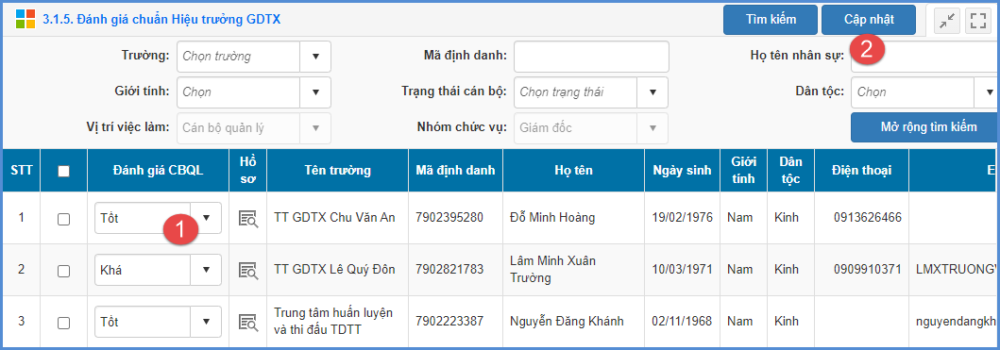 3.1.5. Đánh giá chuẩn Hiệu trưởng GDTX
Tìm kiếm
Cập nhật
2
Trường: Chọn trường
Mã định danh:
Họ tên nhân sự:
Giới tính: Chọn
Trạng thái cán bộ: Chọn trạng thái
Dân tộc: Chọn
Vị trí việc làm: Cán bộ quản lý
Nhóm chức vụ: Giám đốc
Mở rộng tìm kiếm
STT Đánh giá CBQL Hồ sơ Tên trường Mã định danh Họ tên Ngày sinh Giới tính Dân tộc Điện thoại E
1 Tốt TT GDTX Chu Văn An 7902395280 Đỗ Minh Hoàng 19/02/1976 Nam Kinh 0913626466
1
2 Khá TT GDTX Lê Quý Đôn 7902821783 Lâm Minh Xuân Trường 10/03/1971 Nam Kinh 0909910371 LMXTRUONG
3 Tốt Trung tâm huấn luyện và thi đấu TDTT 7902223387 Nguyễn Đăng Khánh 02/11/1968 Nam Kinh nguyendangkh